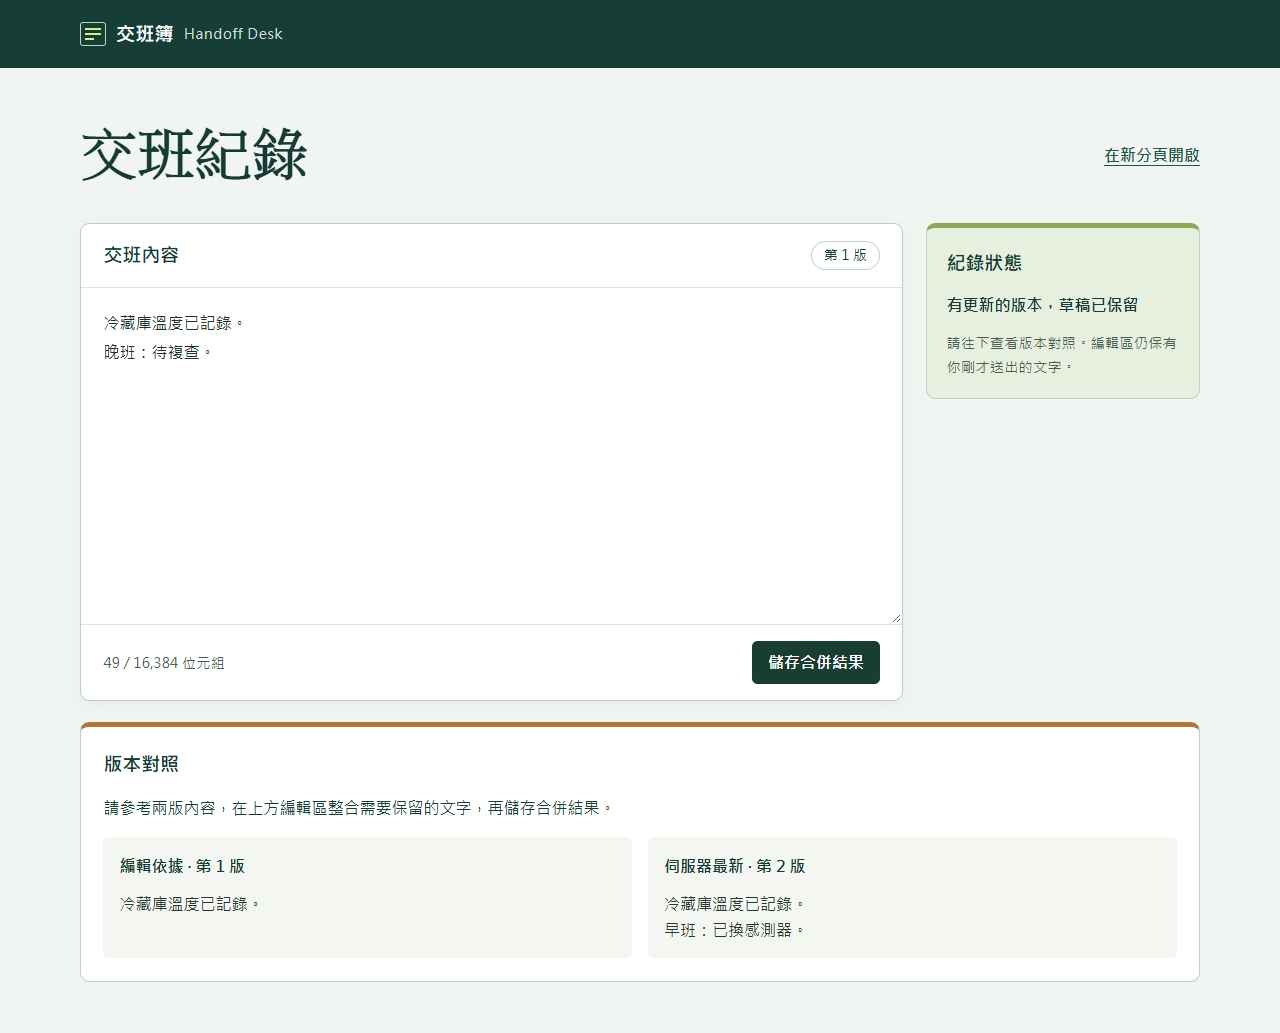 交班簿 Handoff Desk
交班紀錄
在新分頁開啟
交班內容
第 1 版
冷藏庫溫度已記錄。
晚班：待複查。
49 / 16,384 位元組
儲存合併結果
紀錄狀態
有更新的版本，草稿已保留
請往下查看版本對照。編輯區仍保有
你剛才送出的文字。
版本對照
請參考兩版內容，在上方編輯區整合需要保留的文字，再儲存合併結果。
編輯依據 · 第 1 版
冷藏庫溫度已記錄。
伺服器最新 · 第 2 版
冷藏庫溫度已記錄。
早班：已換感測器。